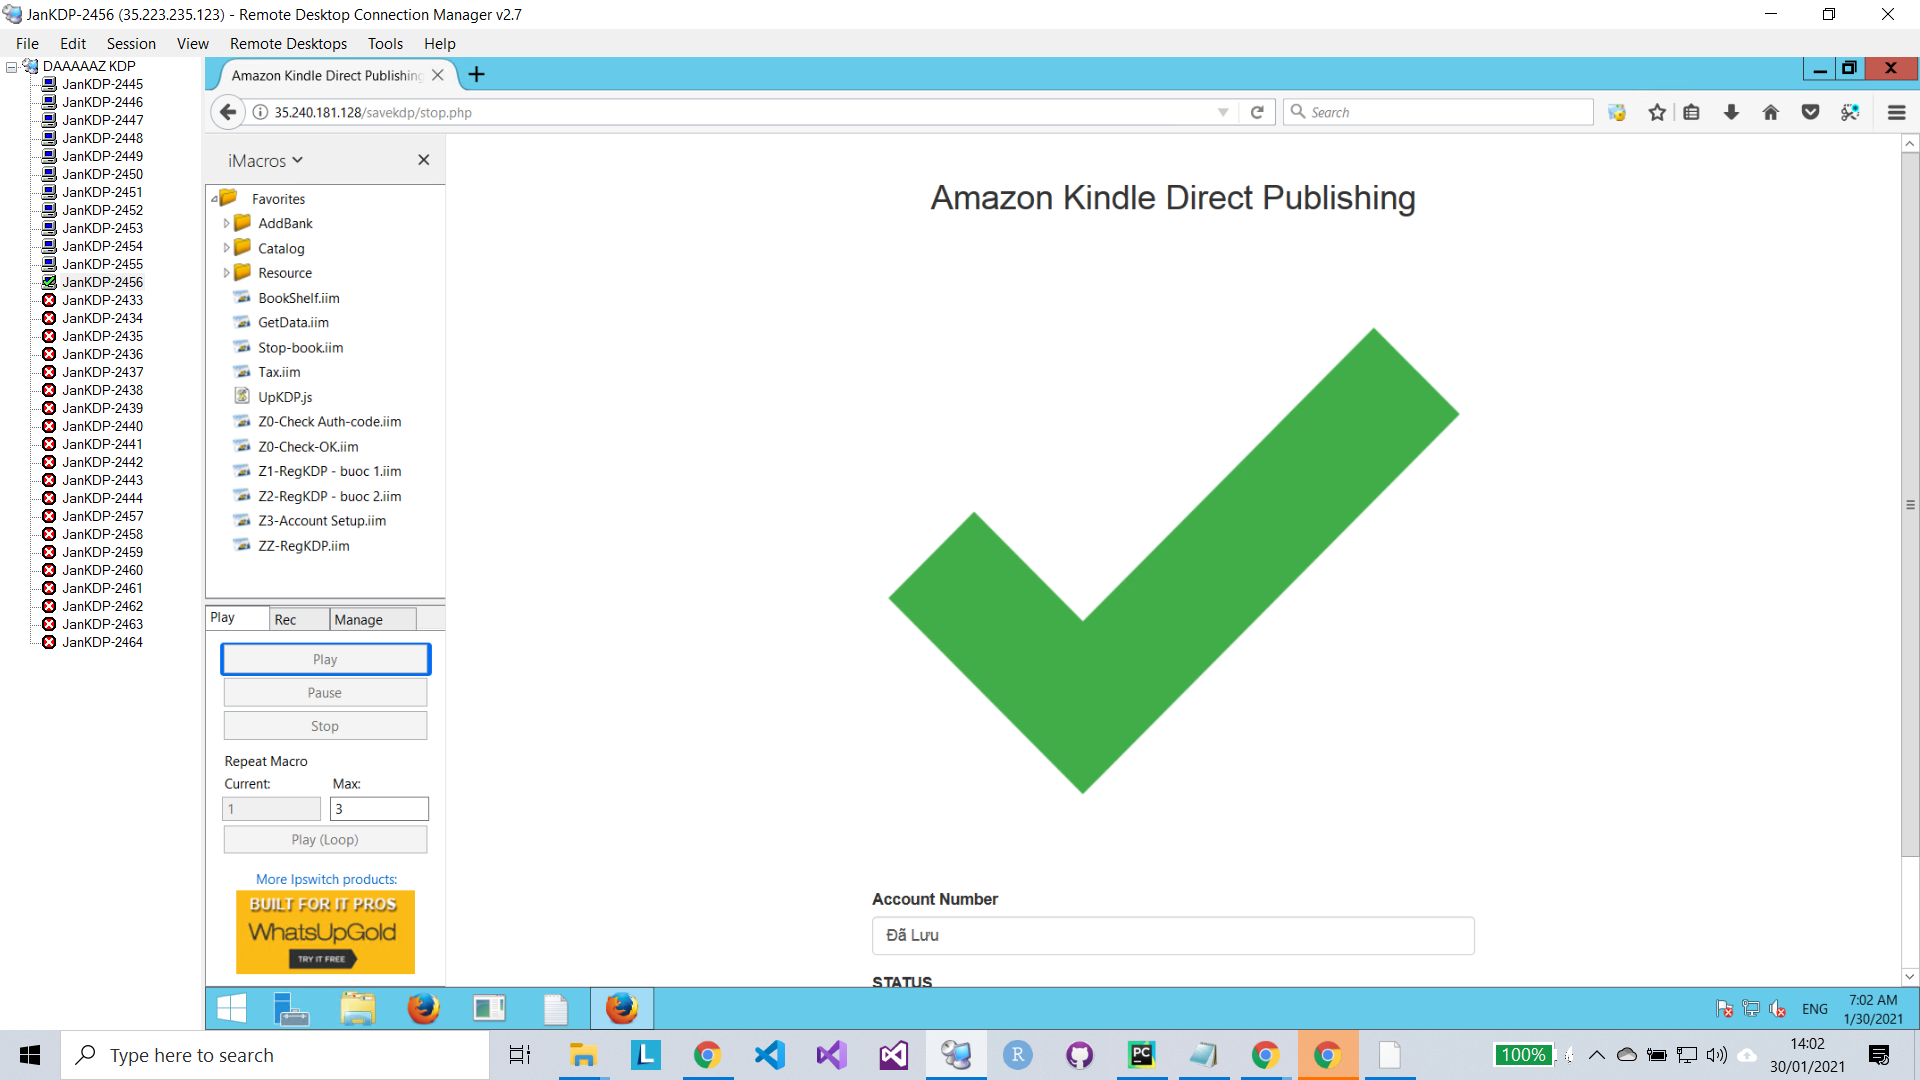 JanKDP-2456 (35.223.235.123) - Remote Desktop Connection Manager v2.7
File Edit Session View Remote Desktops Tools Help
DAAAAAZ KDP
JanKDP-2445
JanKDP-2446
JanKDP-2447
JanKDP-2448
JanKDP-2449
JanKDP-2450
JanKDP-2451
JanKDP-2452
JanKDP-2453
JanKDP-2454
JanKDP-2455
JanKDP-2456
JanKDP-2433
JanKDP-2434
JanKDP-2435
JanKDP-2436
JanKDP-2437
JanKDP-2438
JanKDP-2439
JanKDP-2440
JanKDP-2441
JanKDP-2442
JanKDP-2443
JanKDP-2444
JanKDP-2457
JanKDP-2458
JanKDP-2459
JanKDP-2460
JanKDP-2461
JanKDP-2462
JanKDP-2463
JanKDP-2464
Amazon Kindle Direct Publishing
35.240.181.128/savekdp/stop.php
Search
iMacros
Favorites
AddBank
Catalog
Resource
BookShelf.iim
GetData.iim
Stop-book.iim
Tax.iim
UpKDP.js
Z0-Check Auth-code.iim
Z0-Check-OK.iim
Z1-RegKDP - buoc 1.iim
Z2-RegKDP - buoc 2.iim
Z3-Account Setup.iim
ZZ-RegKDP.iim
Play Rec Manage
Play
Pause
Stop
Repeat Macro
Current: Max:
1 3
Play (Loop)
More Ipswitch products:
BUILT FOR IT PROS
WhatsUpGold
TRY IT FREE
Amazon Kindle Direct Publishing
Account Number
Đã Lưu
STATUS
ENG
7:02 AM
1/30/2021
Type here to search
L
R
PC
100%
14:02
30/01/2021